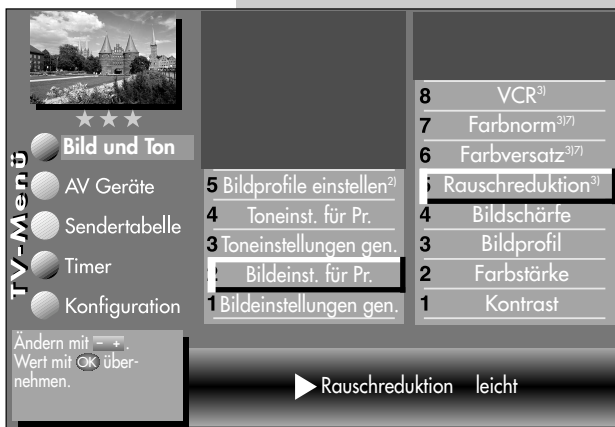 TV-Menü
Bild und Ton
AV Geräte
Sendertabelle
Timer
Konfiguration
Ändern mit - + .
Wert mit OK über-
nehmen.
5 Bildprofile einstellen2)
4 Toneinst. für Pr.
3 Toneinstellungen gen.
2 Bildeinst. für Pr.
1 Bildeinstellungen gen.
8 VCR3)
7 Farbnorm3)7)
6 Farbversatz3)7)
5 Rauschreduktion3)
4 Bildschärfe
3 Bildprofil
2 Farbstärke
1 Kontrast
Rauschreduktion leicht